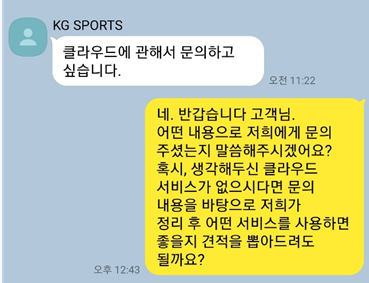 KG SPORTS
클라우드에 관해서 문의하고
싶습니다.
오전 11:22
네. 반갑습니다 고객님.
어떤 내용으로 저희에게 문의
주셨는지 말씀해주시겠어요?
혹시, 생각해두신 클라우드
서비스가 없으시다면 문의
내용을 바탕으로 저희가
정리 후 어떤 서비스를 사용하면
좋을지 견적을 뽑아드려도
될까요?
오후 12:43